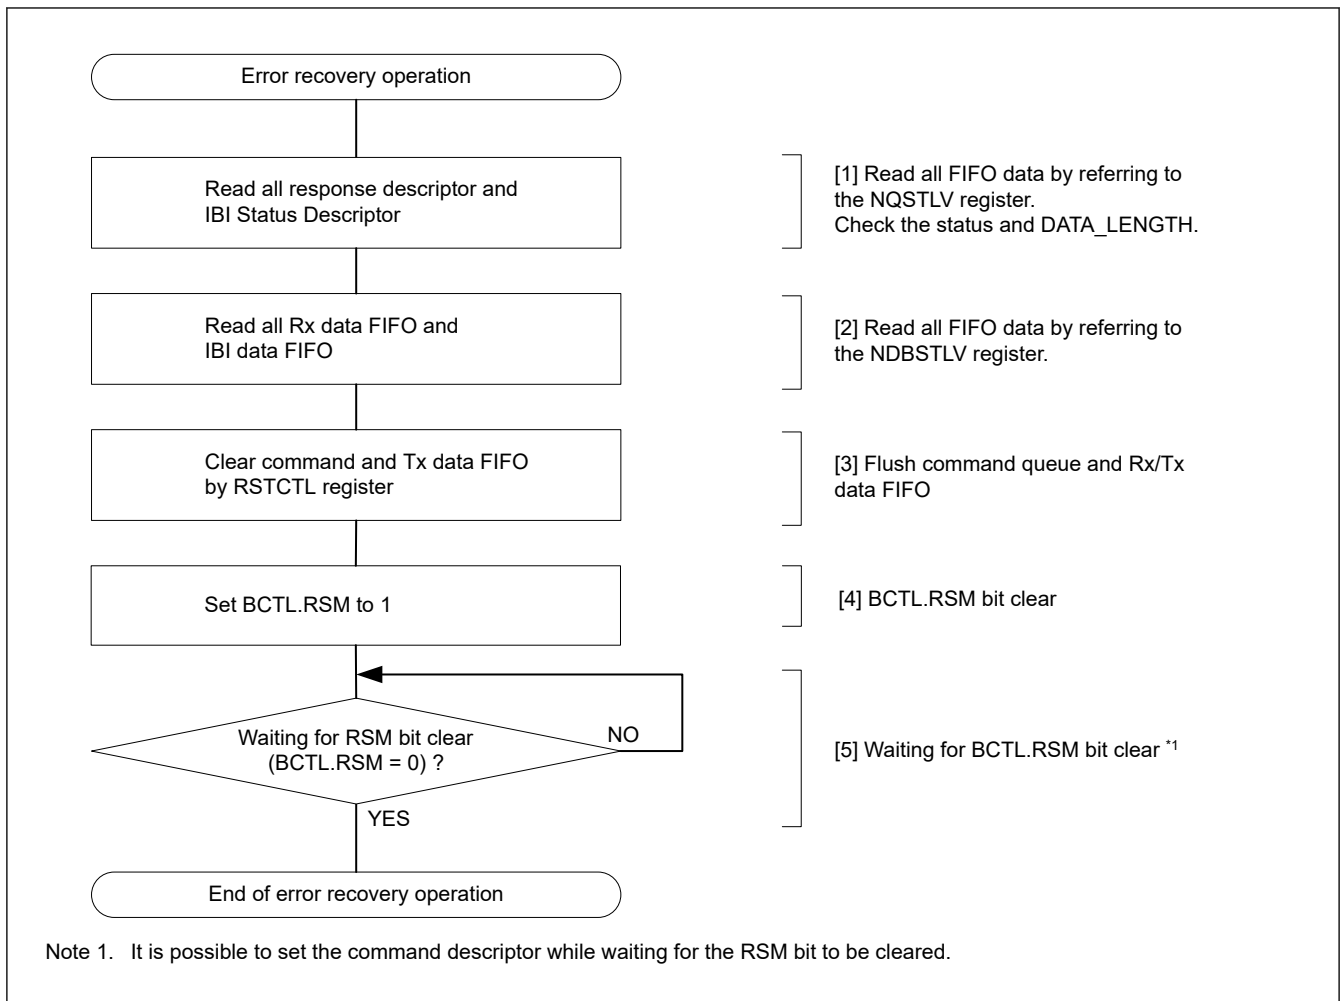 Error recovery operation
Read all response descriptor and
IBI Status Descriptor
[1] Read all FIFO data by referring to
the NQSTLV register.
Check the status and DATA_LENGTH.
Read all Rx data FIFO and
IBI data FIFO
[2] Read all FIFO data by referring to
the NDBSTLV register.
Clear command and Tx data FIFO
by RSTCTL register
[3] Flush command queue and Rx/Tx
data FIFO
Set BCTL.RSM to 1
[4] BCTL.RSM bit clear
Waiting for RSM bit clear
(BCTL.RSM = 0) ?
NO
[5] Waiting for BCTL.RSM bit clear *1
YES
End of error recovery operation
Note 1. It is possible to set the command descriptor while waiting for the RSM bit to be cleared.